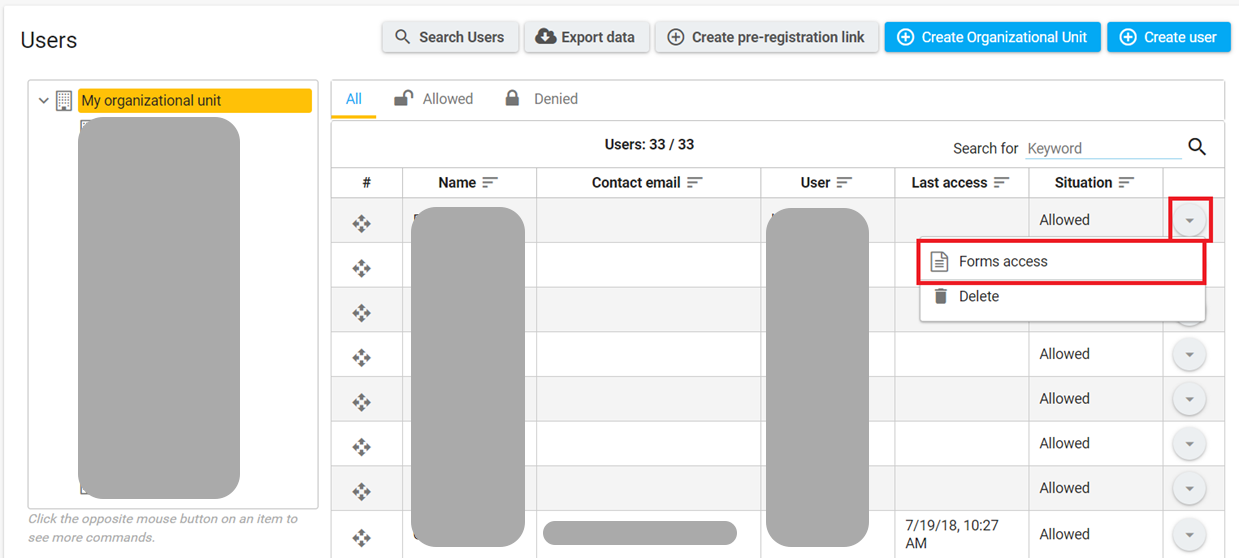 Users
Search Users
Export data
Create pre-registration link
Create Organizational Unit
Create user
My organizational unit
Click the opposite mouse button on an item to
see more commands.
All
Allowed
Denied
Users: 33 / 33
Search for Keyword
# Name Contact email User Last access Situation
Allowed
Forms access
Delete
Allowed
Allowed
Allowed
Allowed
7/19/18, 10:27
AM
Allowed